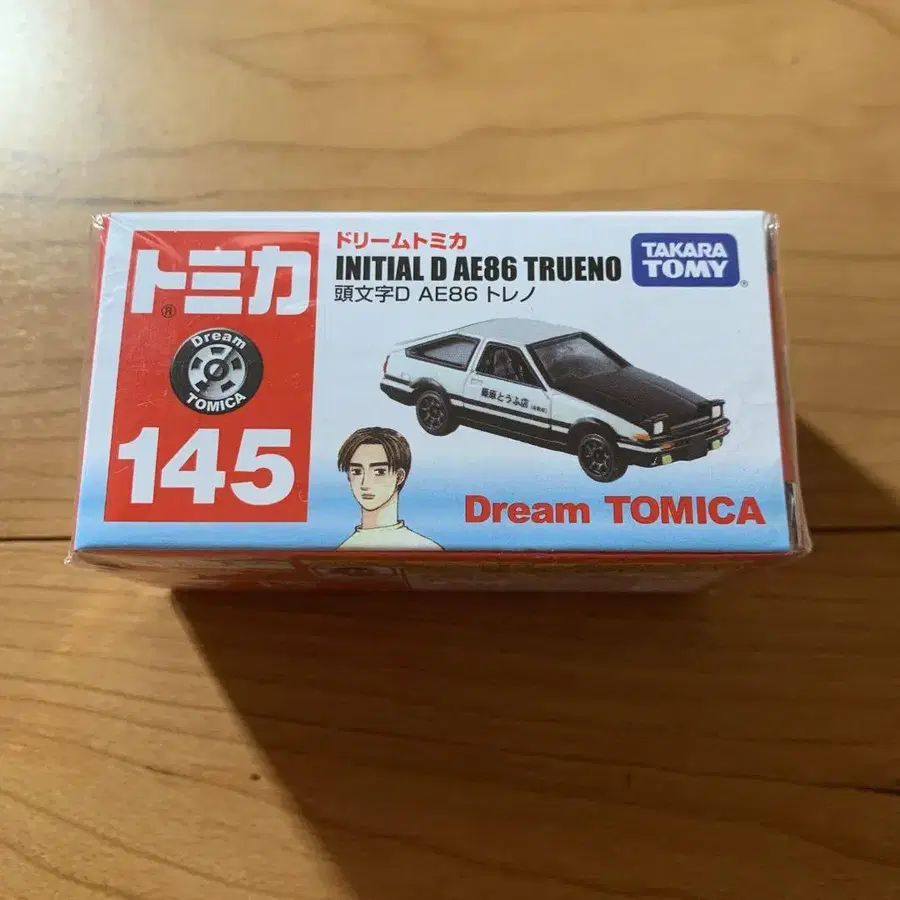 トミカ
®
Dream
TOMICA
145
ドリームトミカ
INITIAL D AE86 TRUENO
頭文字D AE86 トレノ
TAKARA
TOMY®
藤原とうふ店
Dream TOMICA